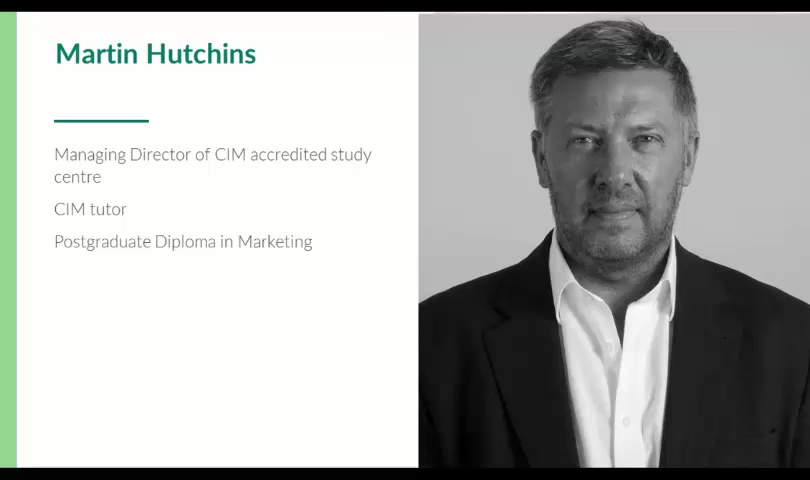 Martin Hutchins
Managing Director of CIM accredited study
centre
CIM tutor
Postgraduate Diploma in Marketing